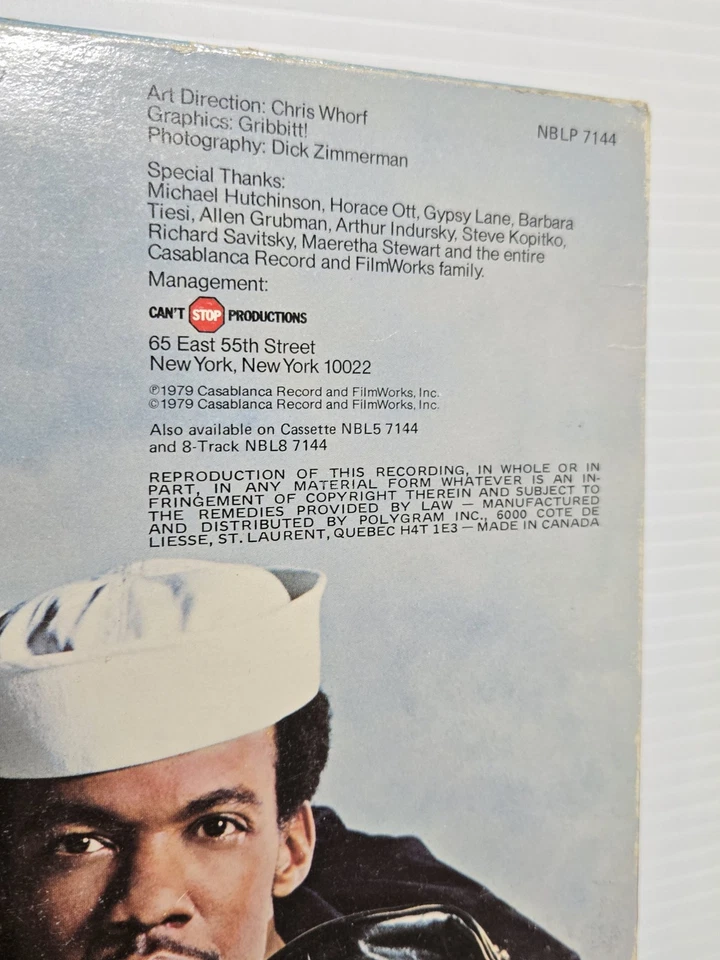 Art Direction: Chris Whorf
Graphics: Gribbitt!
Photography: Dick Zimmerman
NBLP 7144
Special Thanks:
Michael Hutchinson, Horace Ott, Gypsy Lane, Barbara
Tiesi, Allen Grubman, Arthur Indursky, Steve Kopitko,
Richard Savitsky, Maeretha Stewart and the entire
Casablanca Record and FilmWorks family.
Management:
CAN'T STOP PRODUCTIONS
65 East 55th Street
New York, New York 10022
℗1979 Casablanca Record and FilmWorks, Inc.
©1979 Casablanca Record and FilmWorks, Inc.
Also available on Cassette NBL5 7144
and 8-Track NBL8 7144
REPRODUCTION OF THIS RECORDING, IN WHOLE OR IN
PART, IN ANY MATERIAL FORM WHATEVER IS AN IN-
FRINGEMENT OF COPYRIGHT THEREIN AND SUBJECT TO
THE REMEDIES PROVIDED BY LAW — MANUFACTURED
AND DISTRIBUTED BY POLYGRAM INC., 6000 COTE DE
LIESSE, ST. LAURENT, QUEBEC H4T 1E3 — MADE IN CANADA